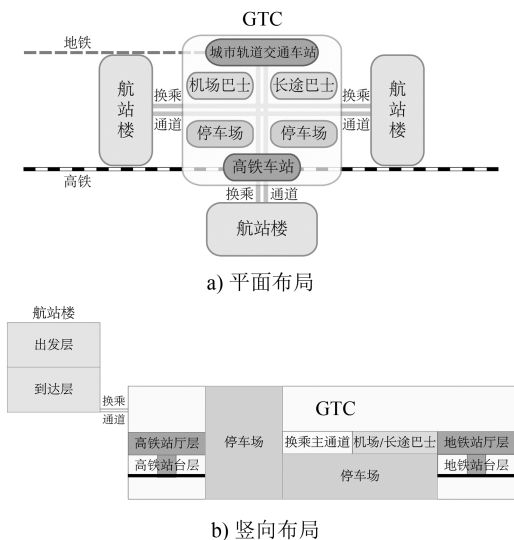 GTC
地铁
城市轨道交通车站
航站楼
机场巴士
长途巴士
航站楼
换乘
通道
换乘
通道
停车场
停车场
高铁车站
高铁
换乘 通道
航站楼
a) 平面布局
航站楼
出发层
到达层
换乘
通道
GTC
高铁站厅层
停车场
换乘主通道
机场/长途巴士
地铁站厅层
高铁站台层
停车场
地铁站台层
b) 竖向布局